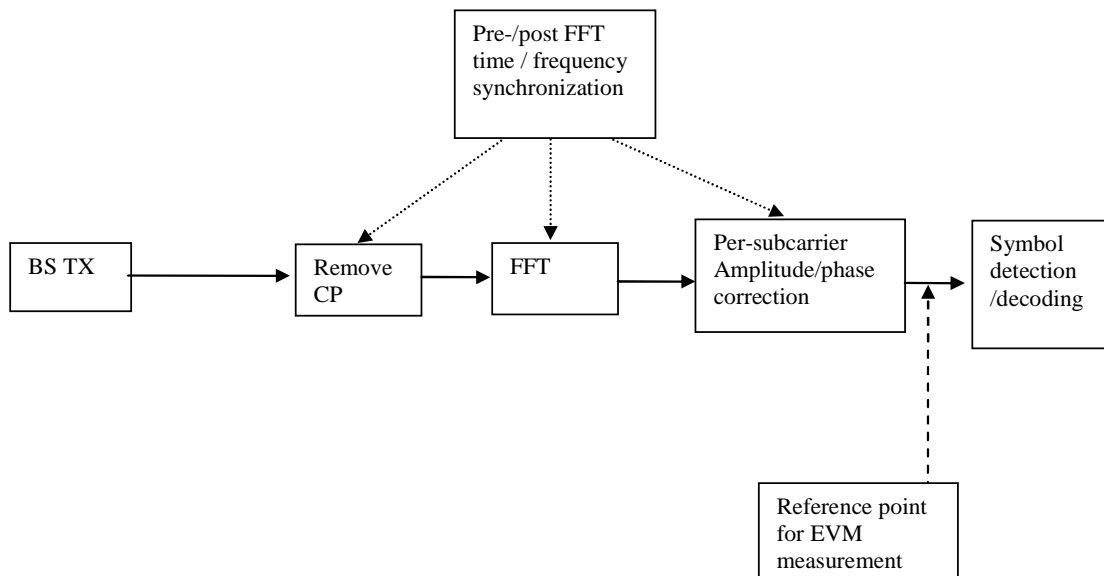 Pre-/post FFT
time / frequency
synchronization
BS TX
Remove
CP
FFT
Per-subcarrier
Amplitude/phase
correction
Symbol
detection
/decoding
Reference point
for EVM
measurement